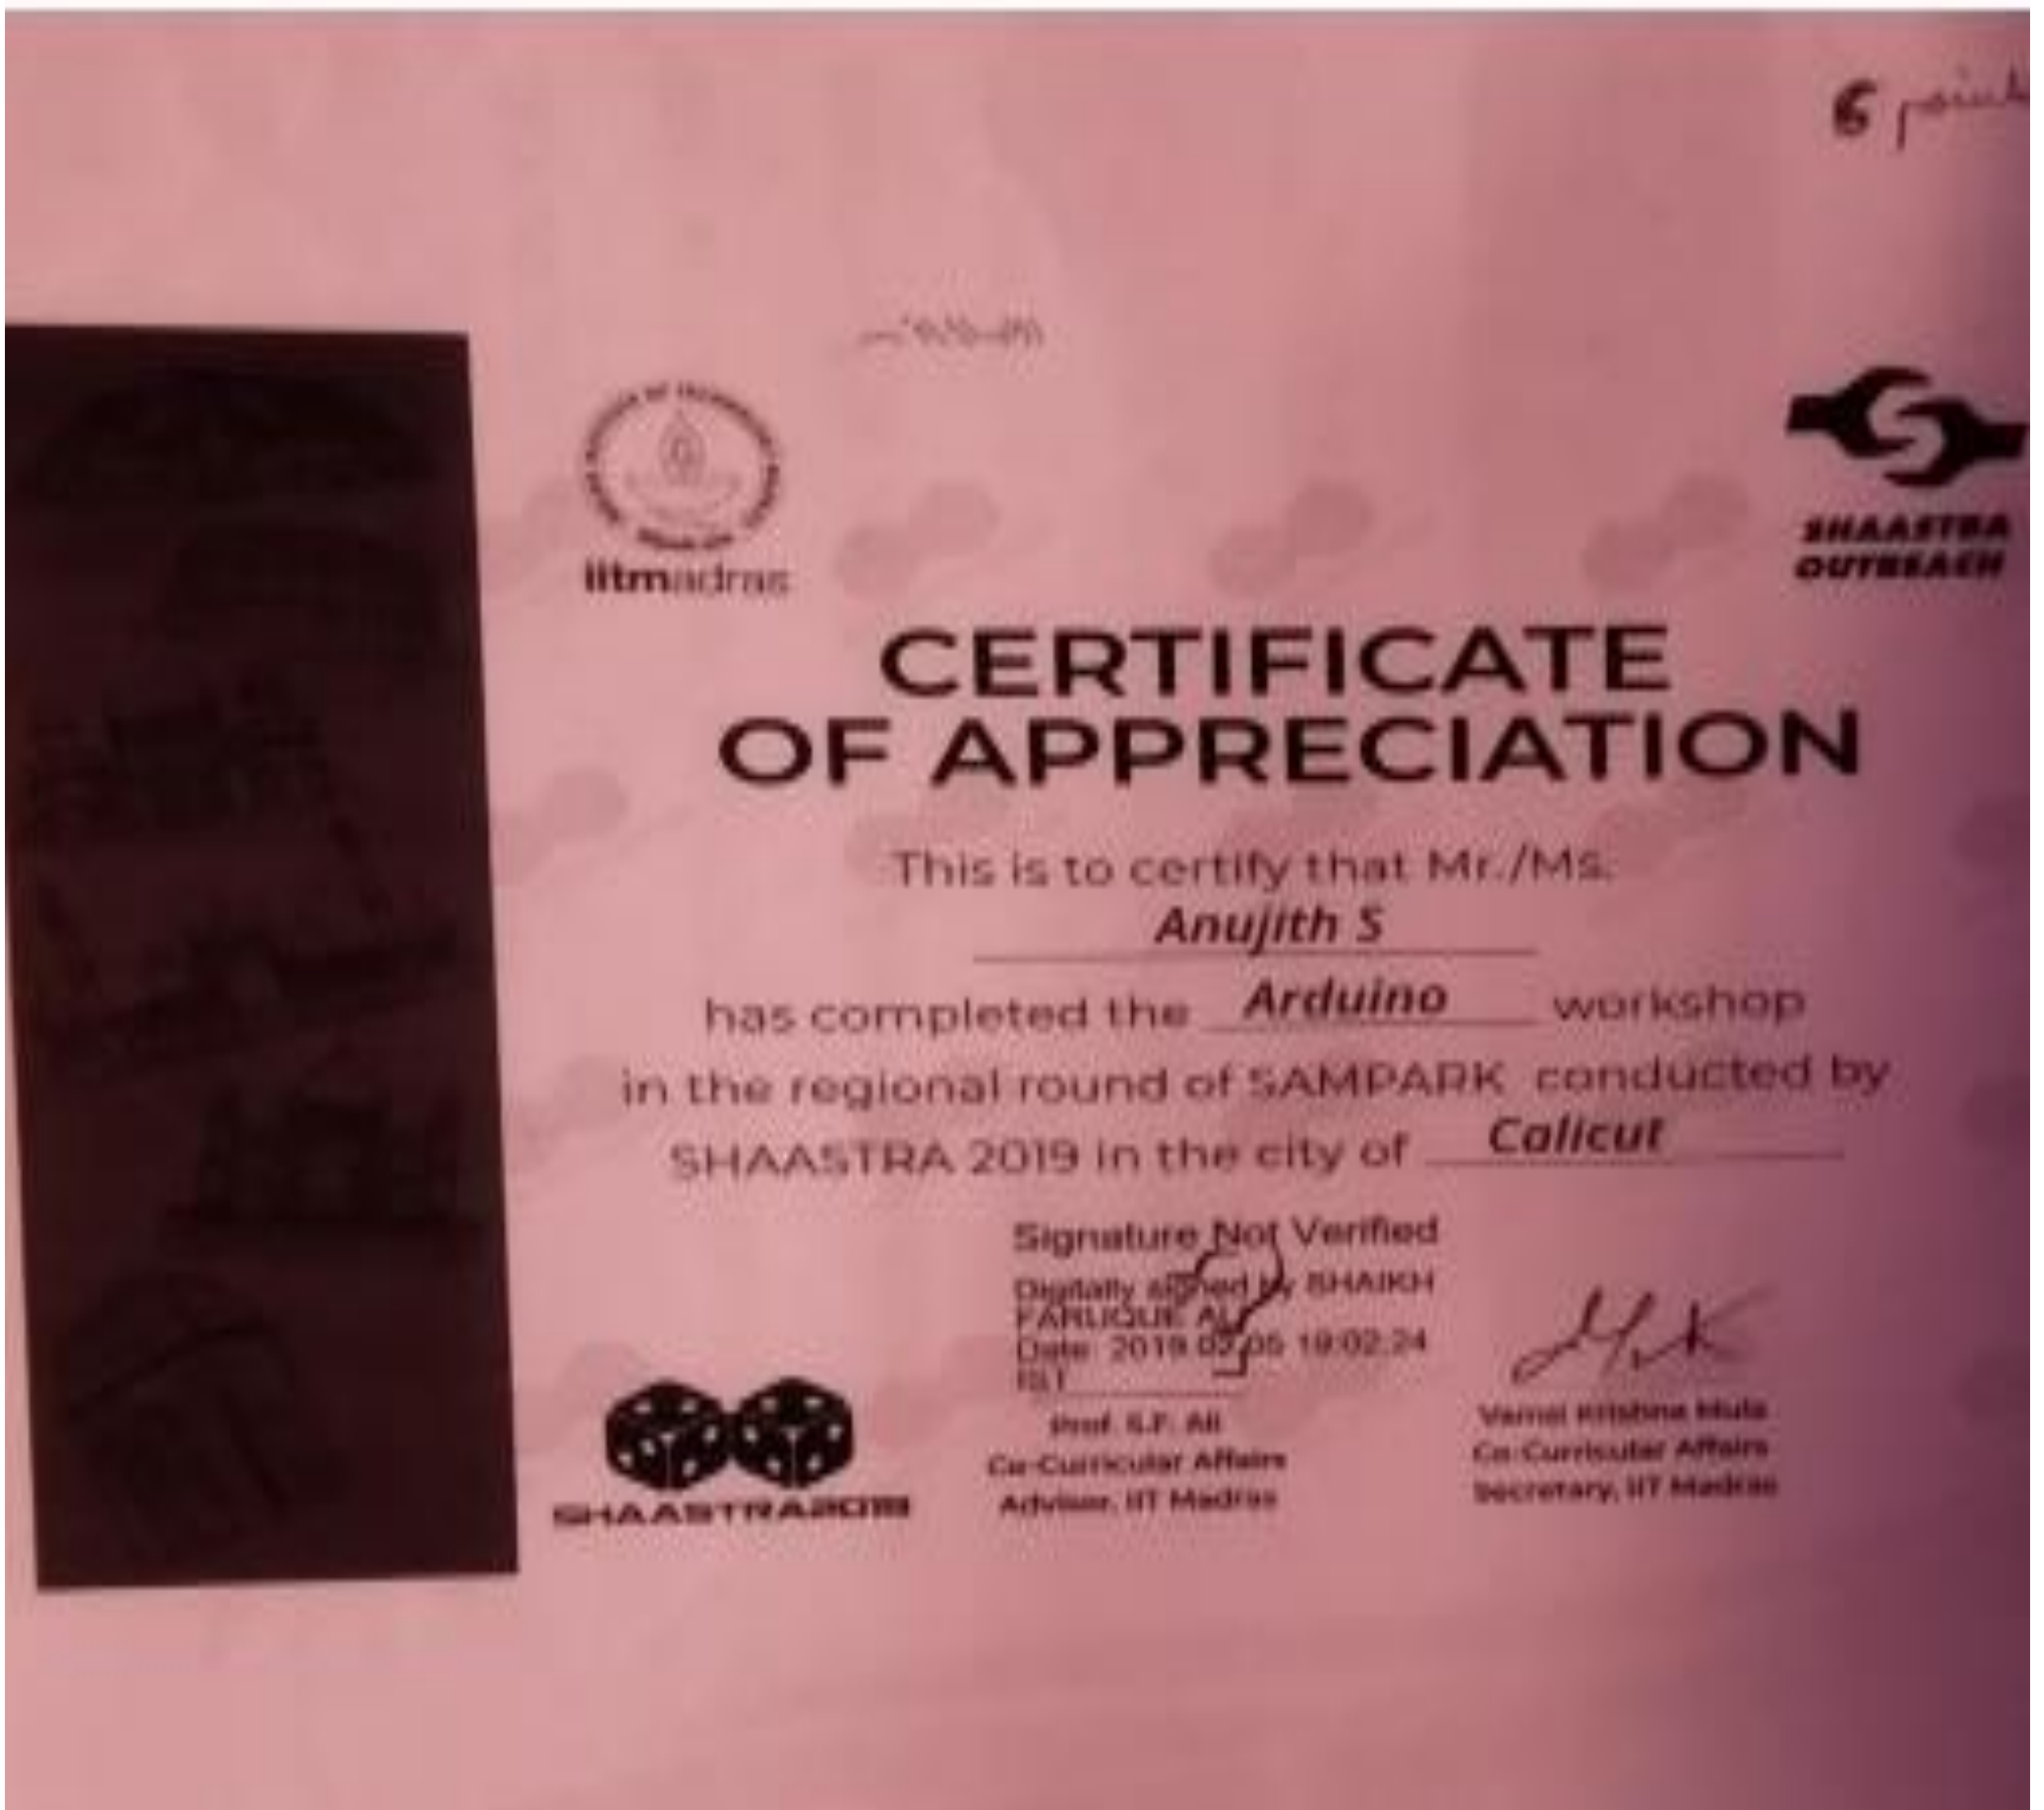 6 points
iitmadras
SHAASTRA
OUTREACH
CERTIFICATE
OF APPRECIATION
This is to certify that Mr./Ms.
Anujith S
has completed the Arduino workshop
in the regional round of SAMPARK conducted by
SHAASTRA 2019 in the city of Calicut
Signature Not Verified
Digitally signed by SHAIKH
FARUQUE ALI
Date: 2019.02.05 19:02:24
IST
Prof. S.F. Ali
Co-Curricular Affairs
Advisor, IIT Madras
Vamsi Krishna Mula
Co-Curricular Affairs
Secretary, IIT Madras
SHAASTRA2019